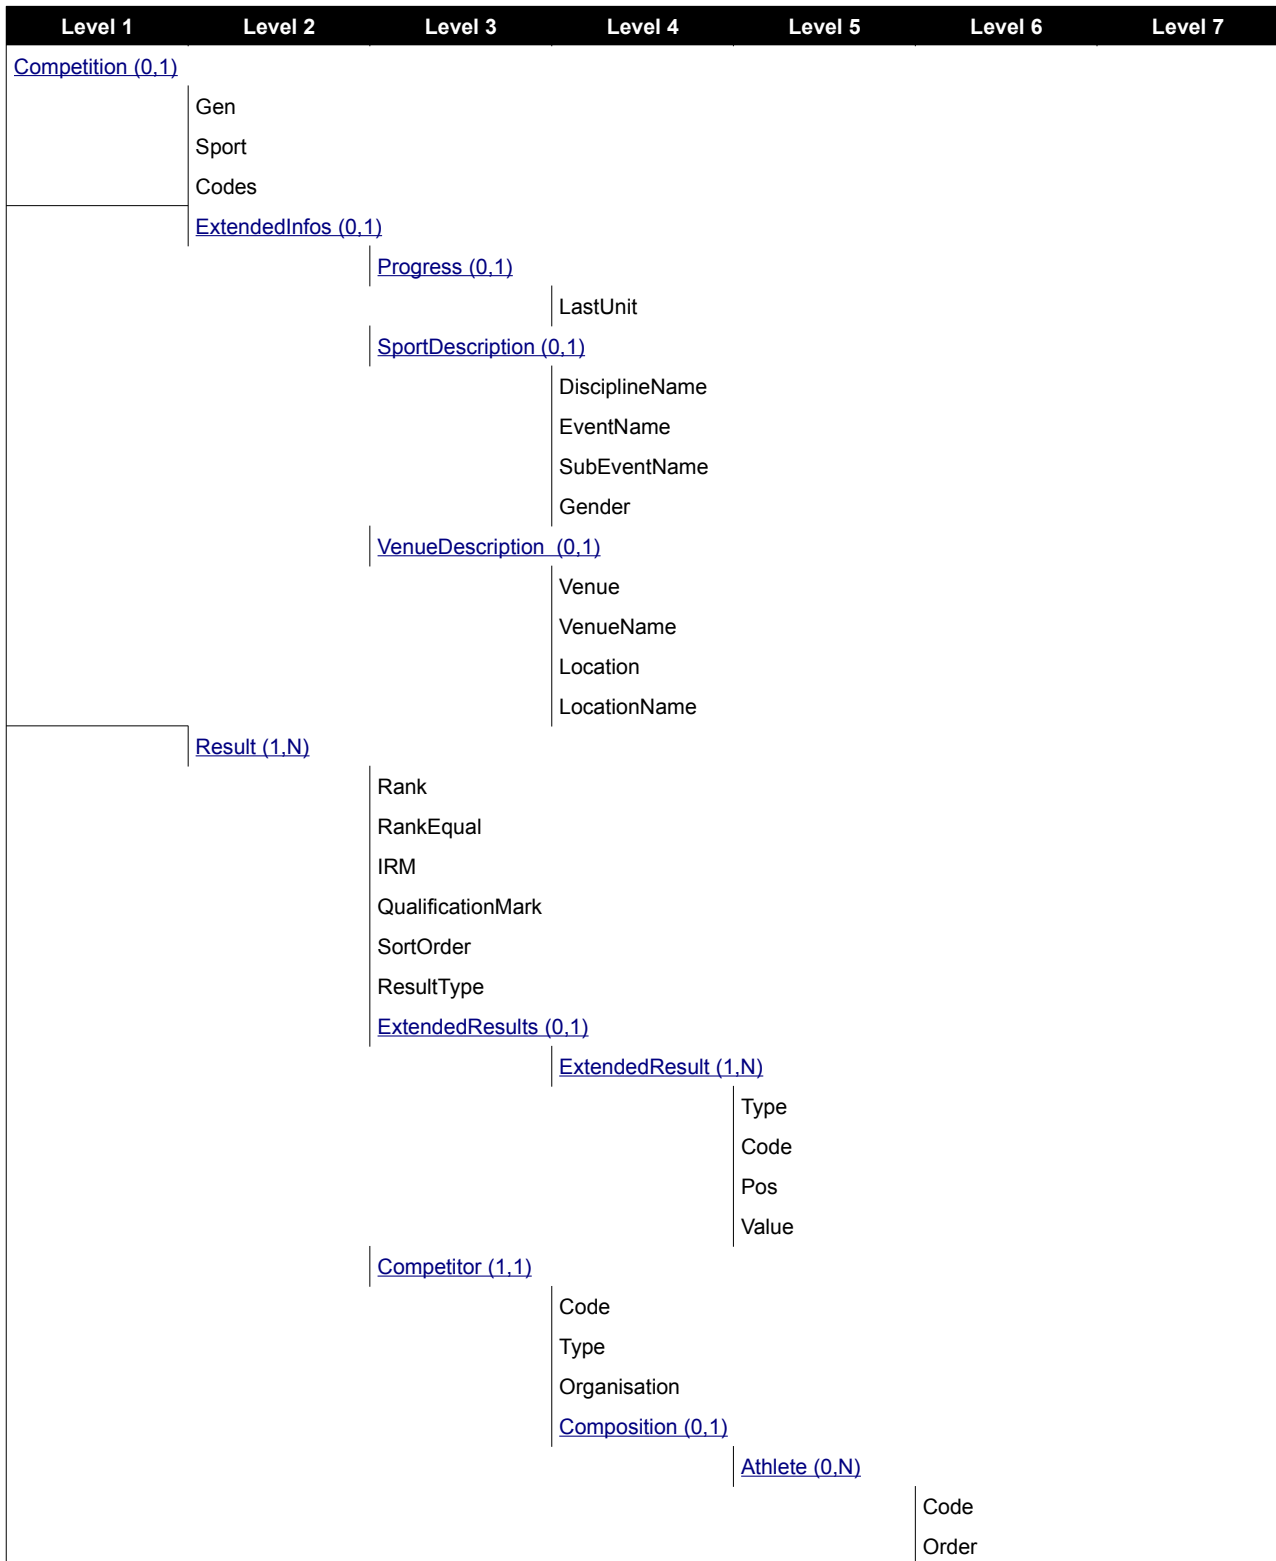 Level 1 Level 2 Level 3 Level 4 Level 5 Level 6 Level 7
Competition (0,1)
Gen
Sport
Codes
ExtendedInfos (0,1)
Progress (0,1)
LastUnit
SportDescription (0,1)
DisciplineName
EventName
SubEventName
Gender
VenueDescription (0,1)
Venue
VenueName
Location
LocationName
Result (1,N)
Rank
RankEqual
IRM
QualificationMark
SortOrder
ResultType
ExtendedResults (0,1)
ExtendedResult (1,N)
Type
Code
Pos
Value
Competitor (1,1)
Code
Type
Organisation
Composition (0,1)
Athlete (0,N)
Code
Order